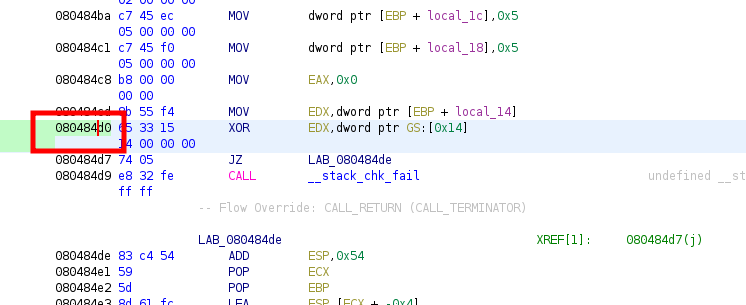 02 00 00 00
080484ba c7 45 ec MOV dword ptr [EBP + local_1c],0x5
05 00 00 00
080484c1 c7 45 f0 MOV dword ptr [EBP + local_18],0x5
05 00 00 00
080484c8 b8 00 00 MOV EAX,0x0
00 00
080484cd 8b 55 f4 MOV EDX,dword ptr [EBP + local_14]
080484d0 65 33 15 XOR EDX,dword ptr GS:[0x14]
14 00 00 00
080484d7 74 05 JZ LAB_080484de
080484d9 e8 32 fe CALL __stack_chk_fail undefined __st
ff ff
-- Flow Override: CALL_RETURN (CALL_TERMINATOR)
LAB_080484de XREF[1]: 080484d7(j)
080484de 83 c4 54 ADD ESP,0x54
080484e1 59 POP ECX
080484e2 5d POP EBP
080484e3 8d 61 fc LEA ESP,[ECX + -0x4]